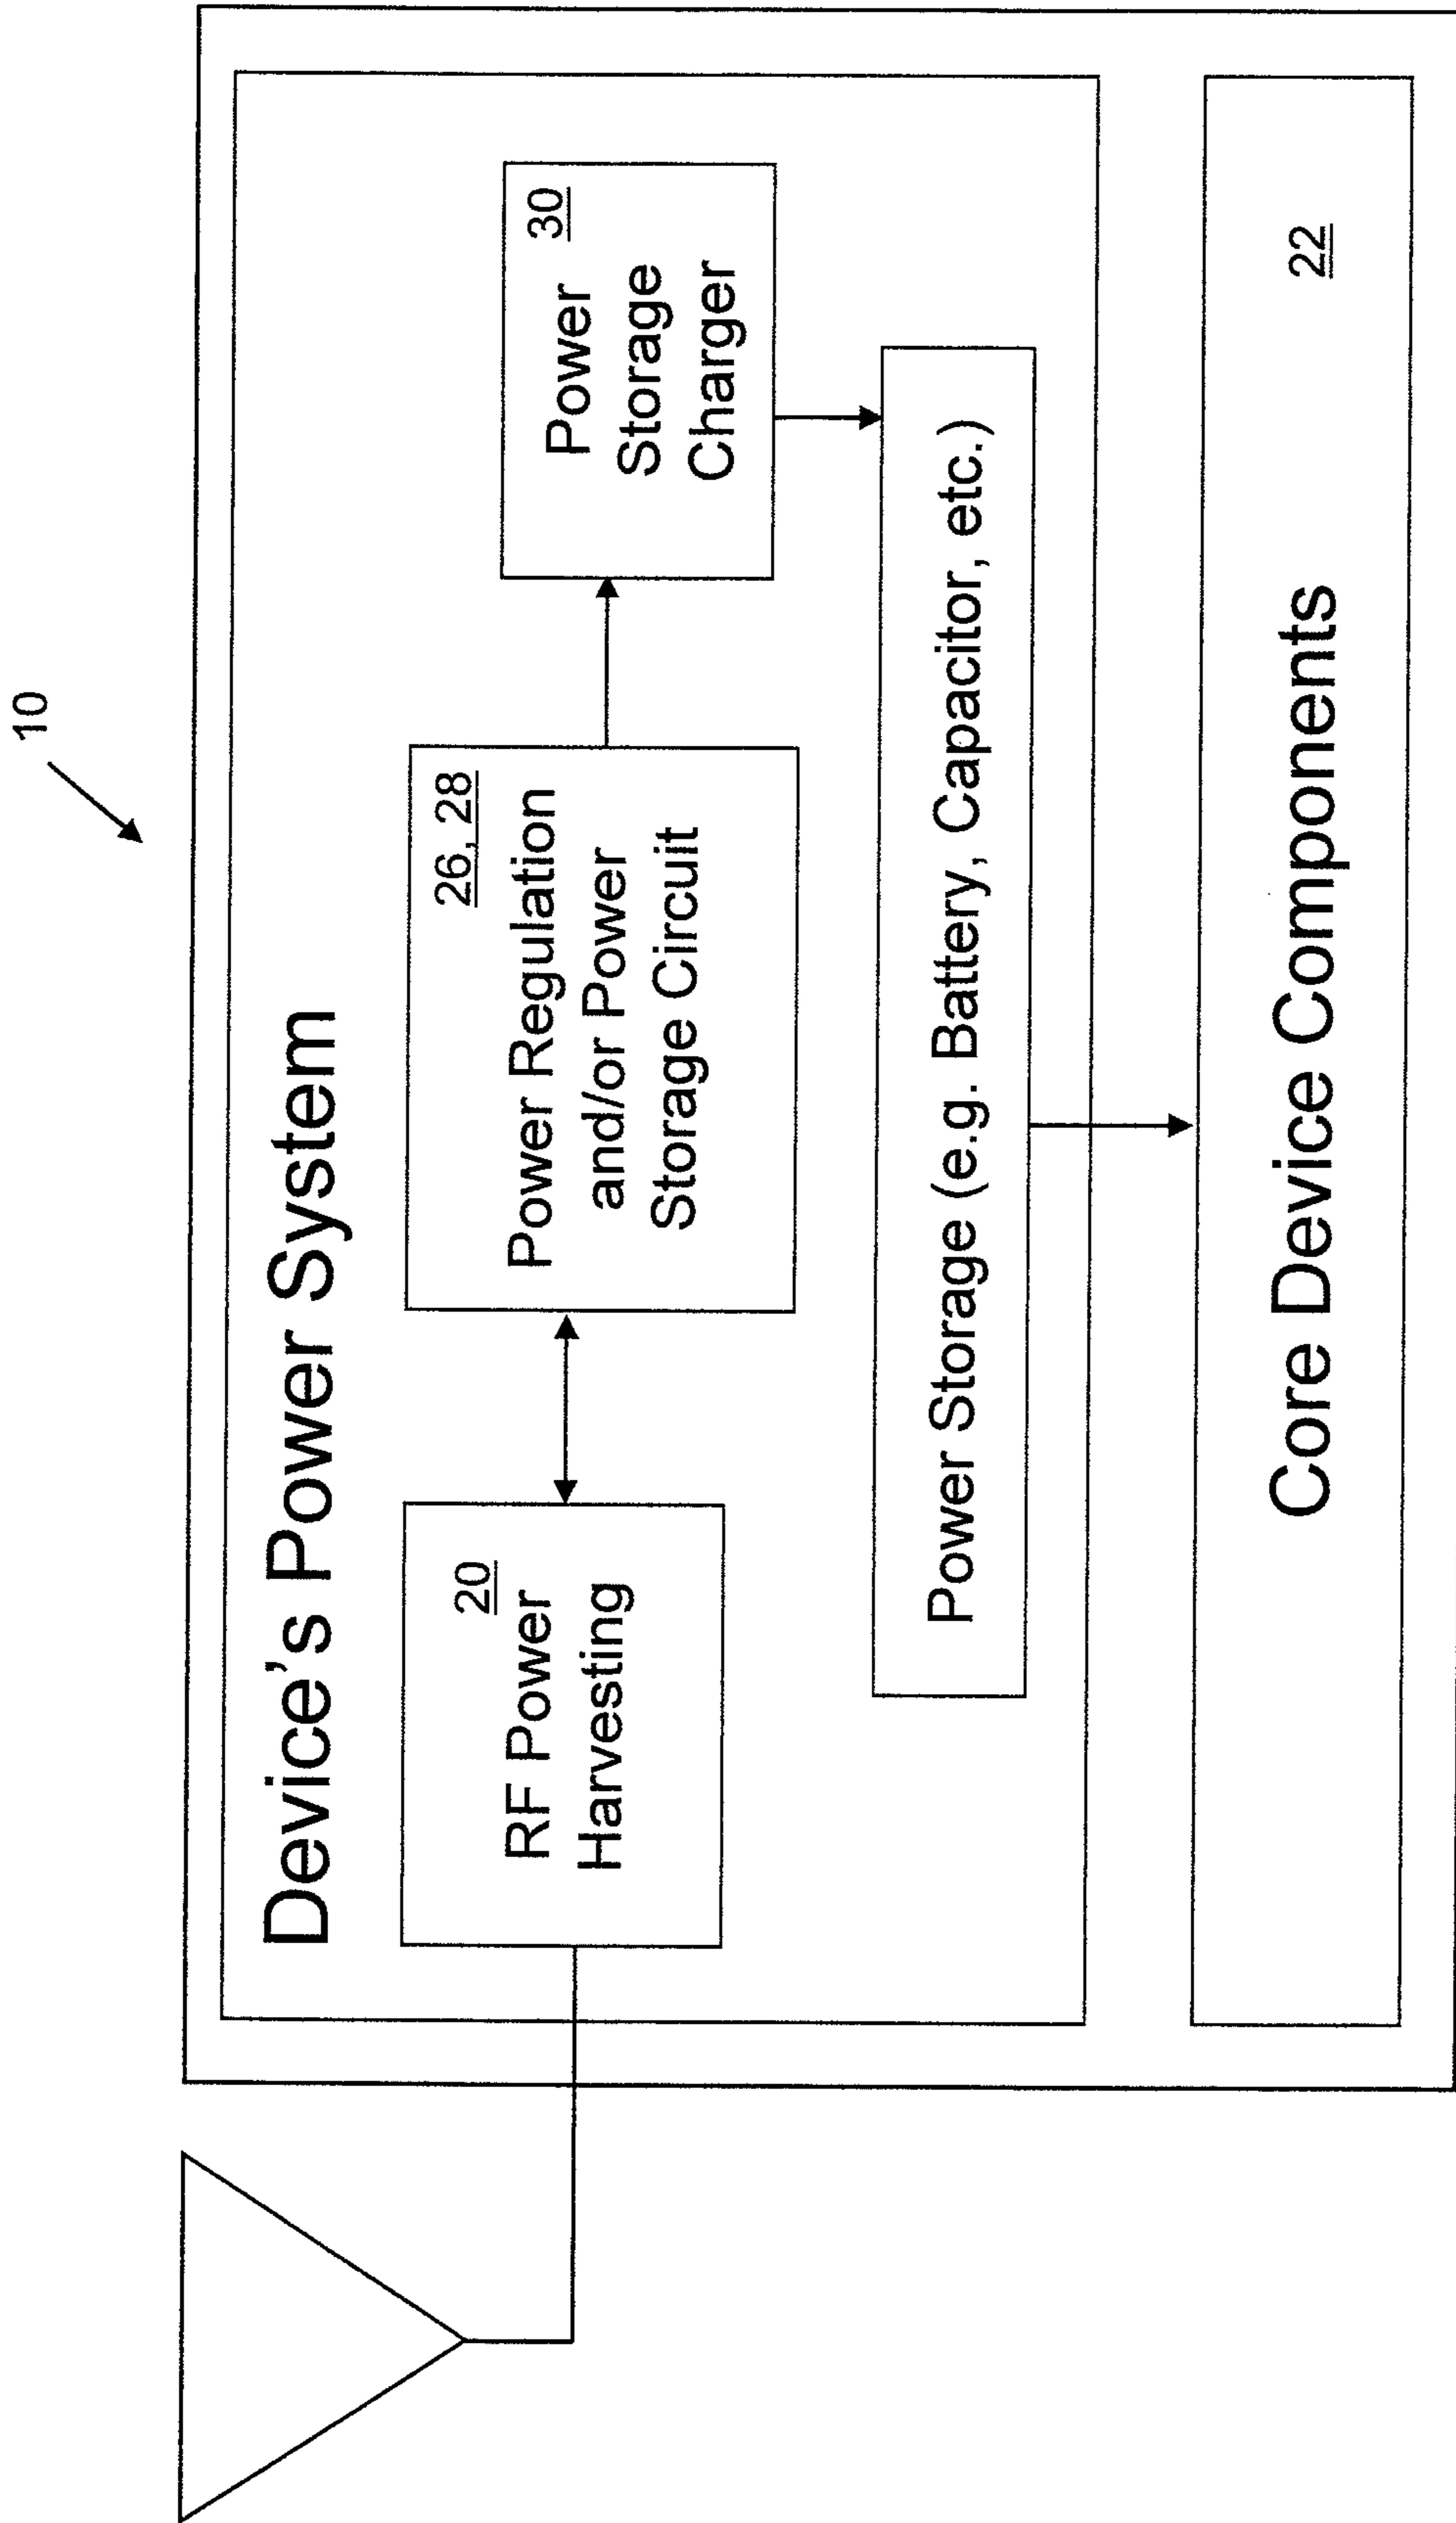 10
Device's Power System
20
RF Power
Harvesting
26, 28
Power Regulation
and/or Power
Storage Circuit
30
Power
Storage
Charger
Power Storage (e.g. Battery, Capacitor, etc.)
22
Core Device Components